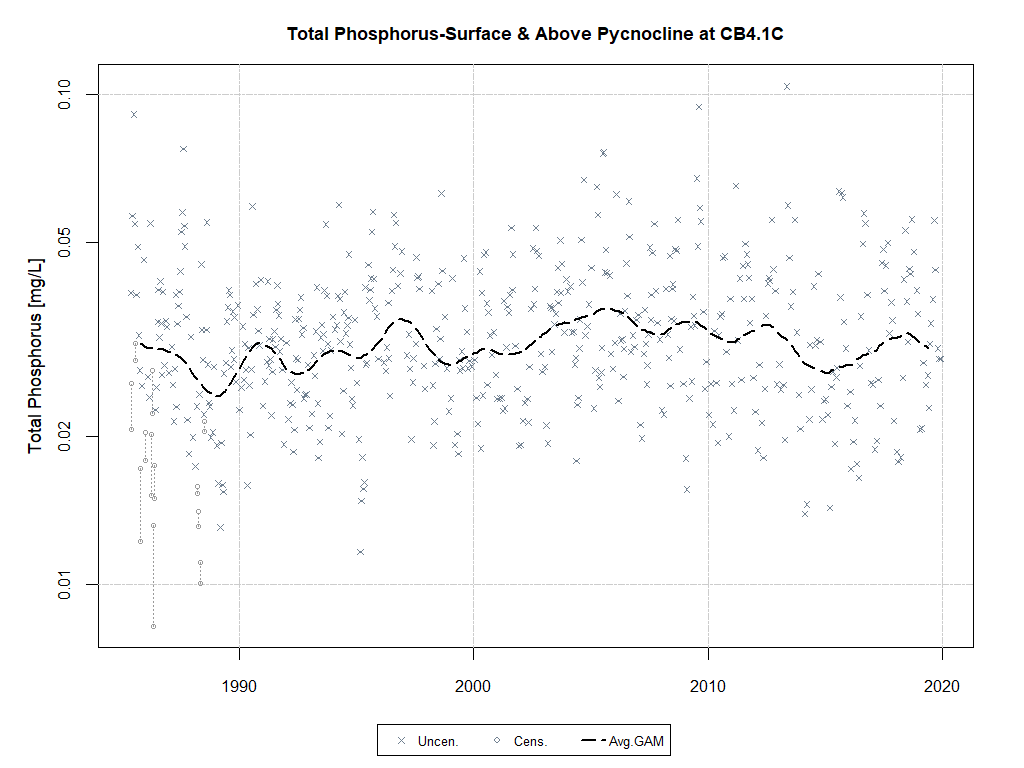 Total Phosphorus-Surface & Above Pycnocline at CB4.1C
Total Phosphorus [mg/L]
0.10
0.05
0.02
0.01
1990 2000 2010 2020
Uncen. Cens. Avg.GAM